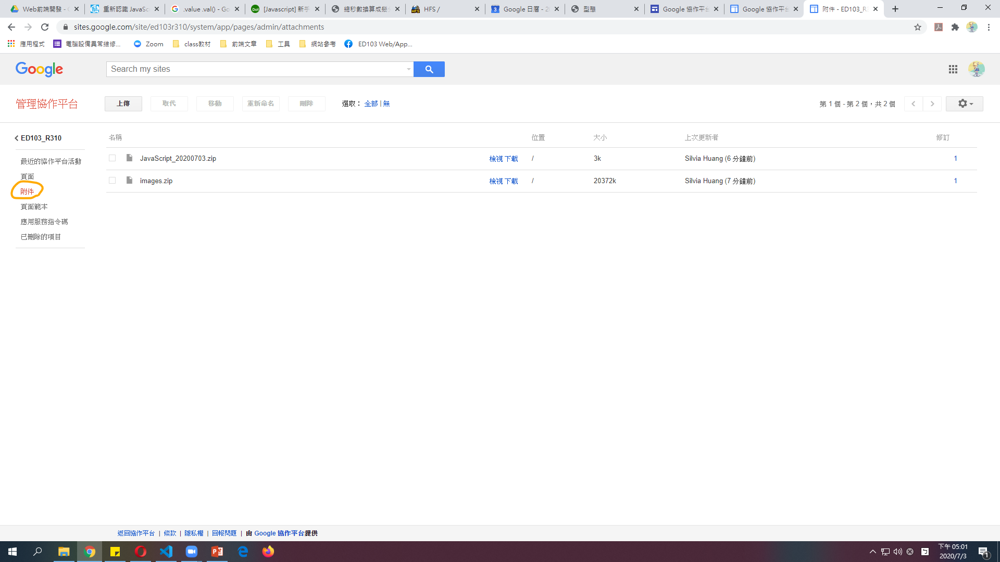 Web前端開發 -
重新認識 JavaSc
.value .val() - Go
[Javascript] 新手
總秒數換算成幾分
HFS /
Google 日曆 - 2
型態
Google 協作平台
Google 協作平台
附件 - ED103_R3
sites.google.com/site/ed103r310/system/app/pages/admin/attachments
應用程式
電腦設備異常維修...
Zoom
class教材
前端文章
工具
網站參考
ED103 Web/App...
Google
Search my sites
管理協作平台
上傳
取代
移動
重新命名
刪除
選取： 全部 | 無
第 1 個 - 第 2 個，共 2 個
ED103_R310
最近的協作平台活動
頁面
附件
頁面範本
應用服務指令碼
已刪除的項目
名稱 位置 大小 上次更新者 修訂
JavaScript_20200703.zip 檢視 下載 / 3k Silvia Huang (6 分鐘前) 1
images.zip 檢視 下載 / 20372k Silvia Huang (7 分鐘前) 1
返回協作平台 | 條款 | 隱私權 | 回報問題 | 由 Google 協作平台提供
下午 05:01
2020/7/3
1